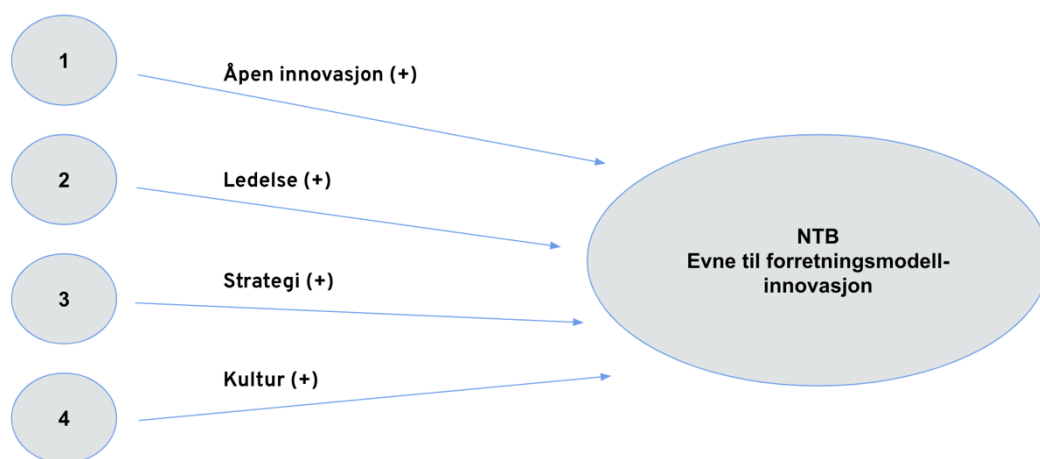 1
Åpen innovasjon (+)
2
Ledelse (+)
3
Strategi (+)
4
Kultur (+)
NTB
Evne til forretningsmodell-
innovasjon